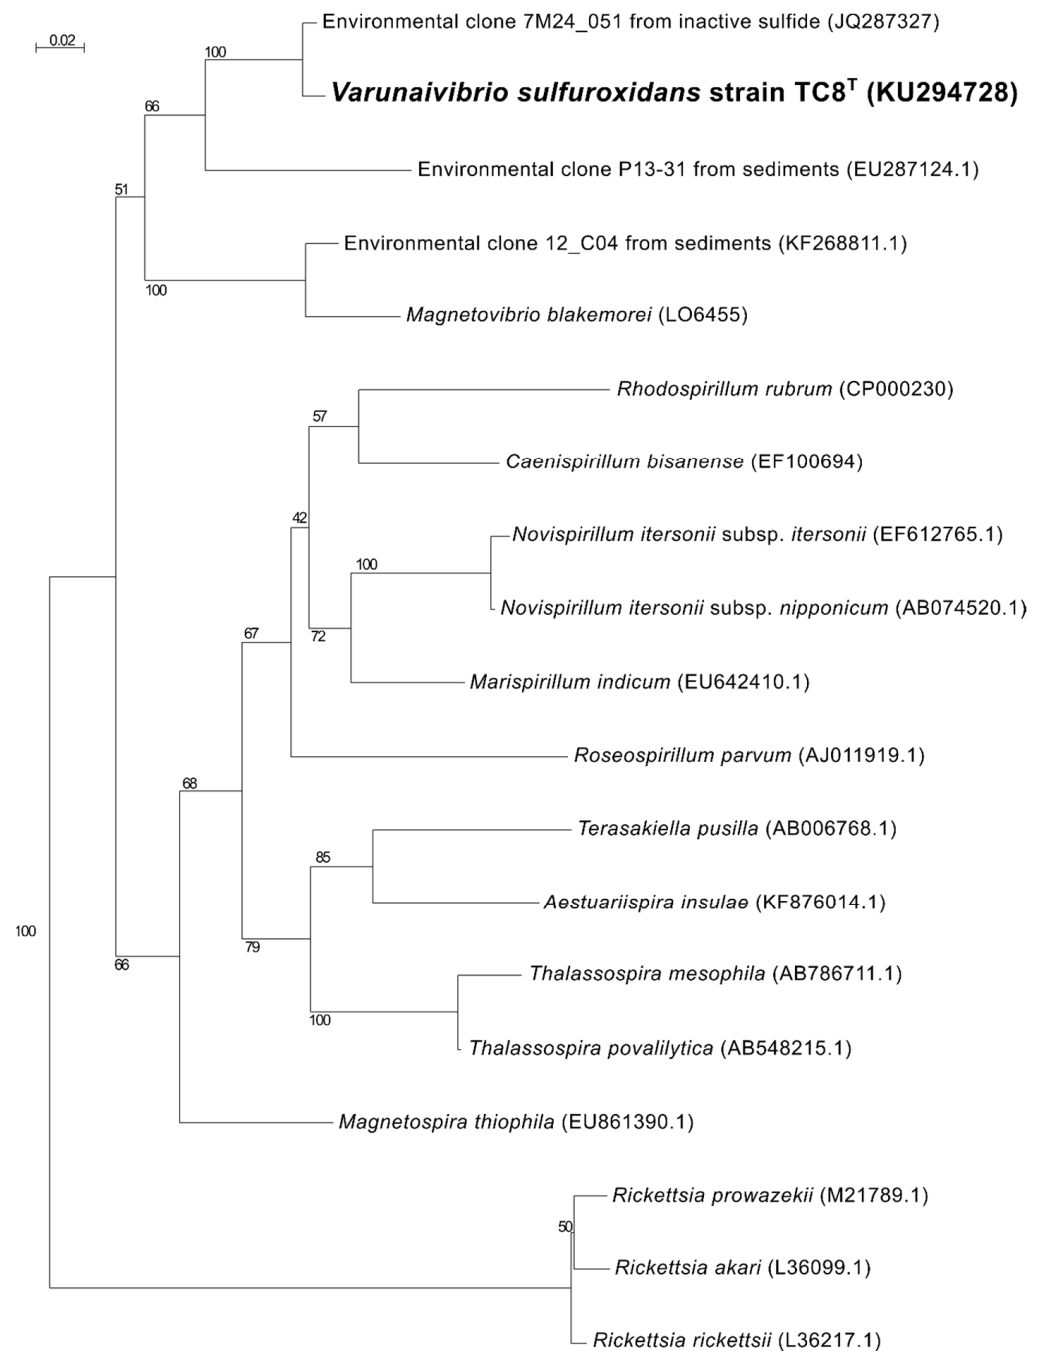 Environmental clone 7M24_051 from inactive sulfide (JQ287327)
0.02
100
Varunaivibrio sulfuroxidans strain TC8ᵀ (KU294728)
66
Environmental clone P13-31 from sediments (EU287124.1)
51
Environmental clone 12_C04 from sediments (KF268811.1)
100
Magnetovibrio blakemorei (LO6455)
Rhodospirillum rubrum (CP000230)
57
Caenispirillum bisanense (EF100694)
42
Novispirillum itersonii subsp. itersonii (EF612765.1)
100
Novispirillum itersonii subsp. nipponicum (AB074520.1)
67
72
Marispirillum indicum (EU642410.1)
Roseospirillum parvum (AJ011919.1)
68
Terasakiella pusilla (AB006768.1)
85
Aestuariispira insulae (KF876014.1)
100
79
66
Thalassospira mesophila (AB786711.1)
100
Thalassospira povalilytica (AB548215.1)
Magnetospira thiophila (EU861390.1)
Rickettsia prowazekii (M21789.1)
50
Rickettsia akari (L36099.1)
Rickettsia rickettsii (L36217.1)